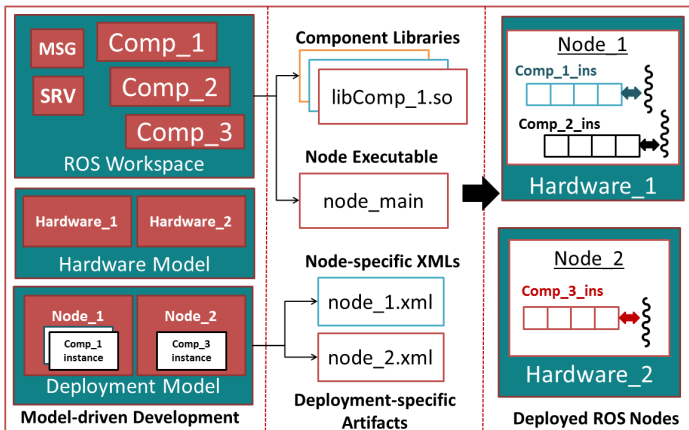 MSG
SRV
Comp_1
Comp_2
Comp_3
ROS Workspace
Hardware_1
Hardware_2
Hardware Model
Node_1
Comp_1
instance
Node_2
Comp_3
instance
Deployment Model
Model-driven Development
Component Libraries
libComp_1.so
Node Executable
node_main
Node-specific XMLs
node_1.xml
node_2.xml
Deployment-specific
Artifacts
Node_1
Comp_1_ins
Comp_2_ins
Hardware_1
Node_2
Comp_3_ins
Hardware_2
Deployed ROS Nodes